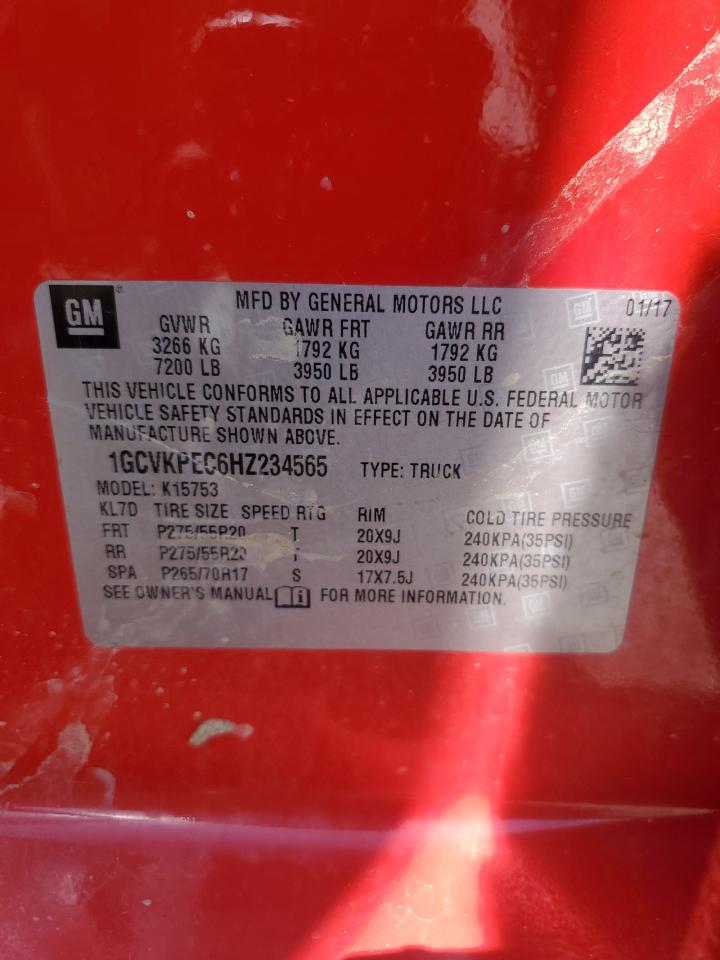 GM
MFD BY GENERAL MOTORS LLC 01/17
GVWR GAWR FRT GAWR RR
3266 KG 1792 KG 1792 KG
7200 LB 3950 LB 3950 LB
THIS VEHICLE CONFORMS TO ALL APPLICABLE U.S. FEDERAL MOTOR
VEHICLE SAFETY STANDARDS IN EFFECT ON THE DATE OF
MANUFACTURE SHOWN ABOVE.
1GCVKPEC6HZ234565 TYPE: TRUCK
MODEL: K15753
KL7D TIRE SIZE SPEED RTG RIM COLD TIRE PRESSURE
FRT P275/55R20 T 20X9J 240KPA(35PSI)
RR P275/55R20 T 20X9J 240KPA(35PSI)
SPA P265/70R17 S 17X7.5J 240KPA(35PSI)
SEE OWNER'S MANUAL FOR MORE INFORMATION.